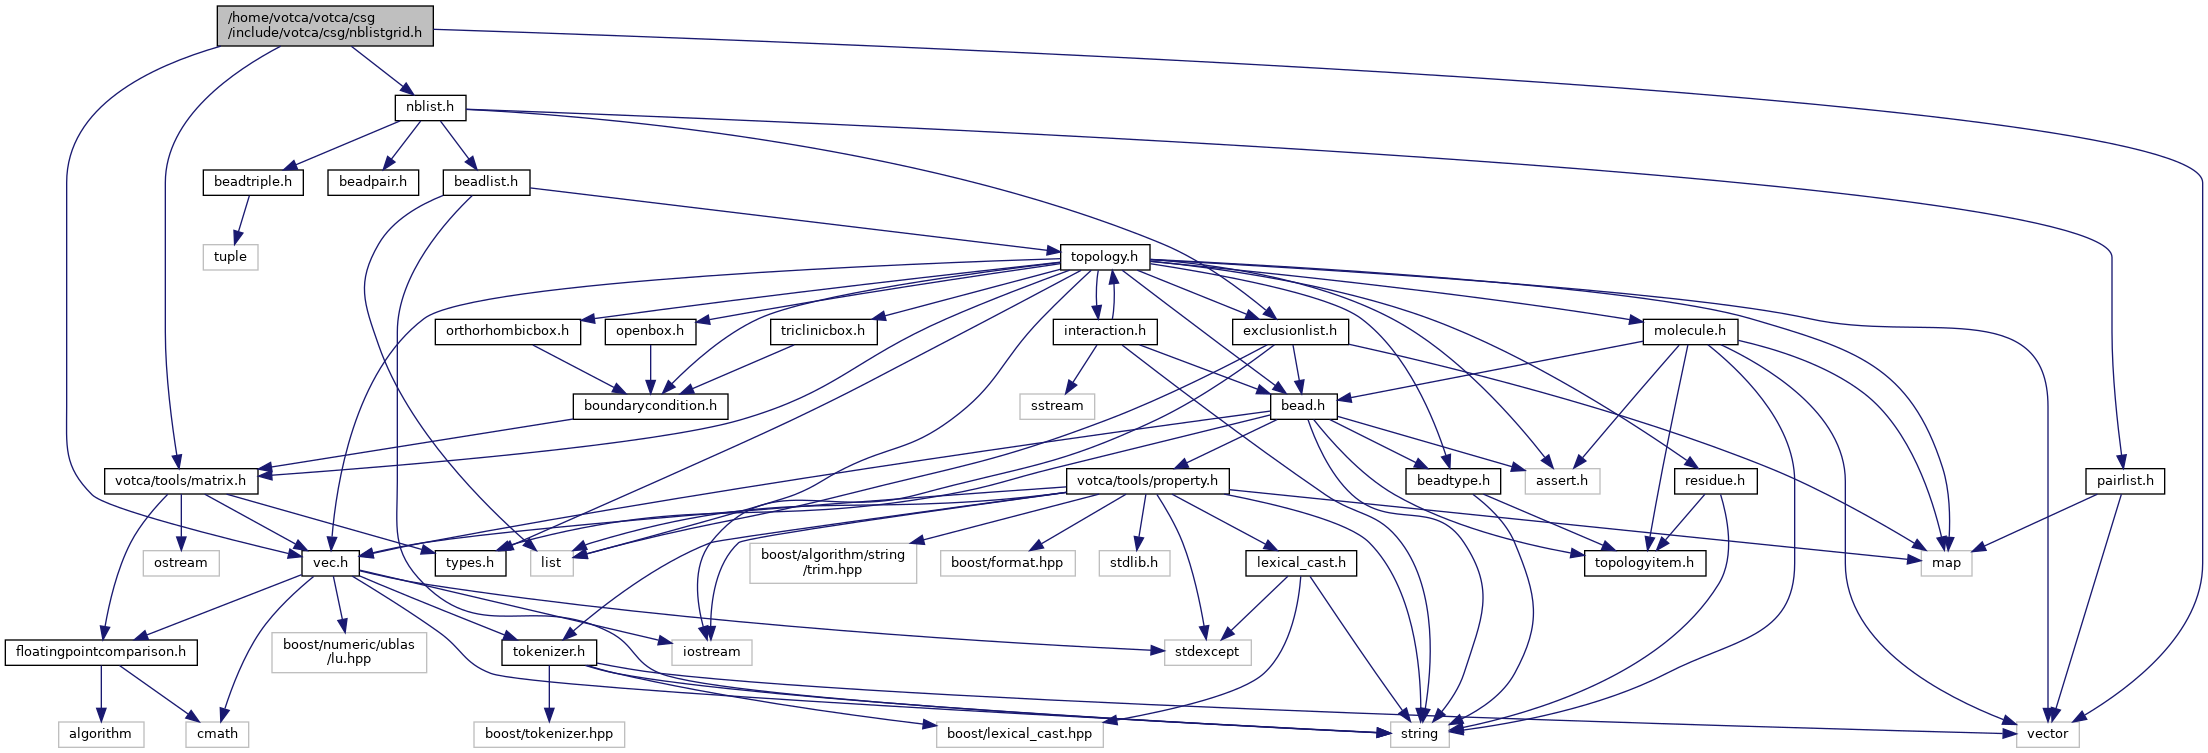 /home/votca/votca/csg
/include/votca/csg/nblistgrid.h
nblist.h
beadtriple.h
beadpair.h
beadlist.h
tuple
topology.h
orthorhombicbox.h
openbox.h
triclinicbox.h
interaction.h
exclusionlist.h
molecule.h
boundarycondition.h
sstream
bead.h
votca/tools/matrix.h
votca/tools/property.h
beadtype.h
assert.h
residue.h
pairlist.h
ostream
vec.h
types.h
list
boost/algorithm/string
/trim.hpp
boost/format.hpp
stdlib.h
lexical_cast.h
topologyitem.h
map
floatingpointcomparison.h
boost/numeric/ublas
/lu.hpp
tokenizer.h
iostream
stdexcept
algorithm
cmath
boost/tokenizer.hpp
boost/lexical_cast.hpp
string
vector